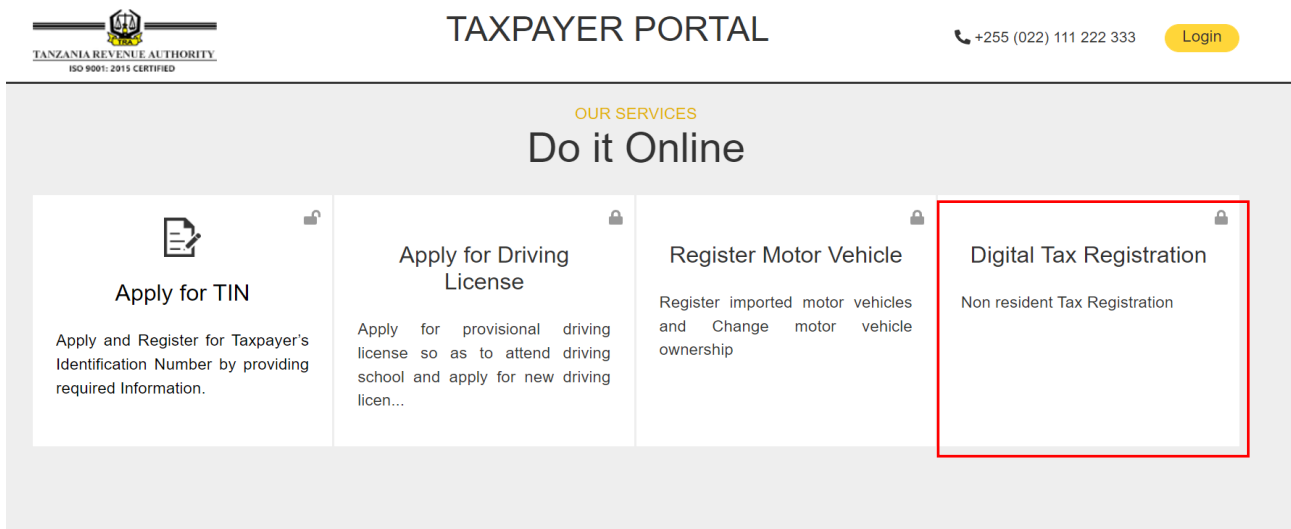 TRA
TANZANIA REVENUE AUTHORITY
ISO 9001: 2015 CERTIFIED
TAXPAYER PORTAL
+255 (022) 111 222 333
Login
OUR SERVICES
Do it Online
Apply for TIN
Apply and Register for Taxpayer's
Identification Number by providing
required Information.
Apply for Driving
License
Apply for provisional driving
license so as to attend driving
school and apply for new driving
licen...
Register Motor Vehicle
Register imported motor vehicles
and Change motor vehicle
ownership
Digital Tax Registration
Non resident Tax Registration